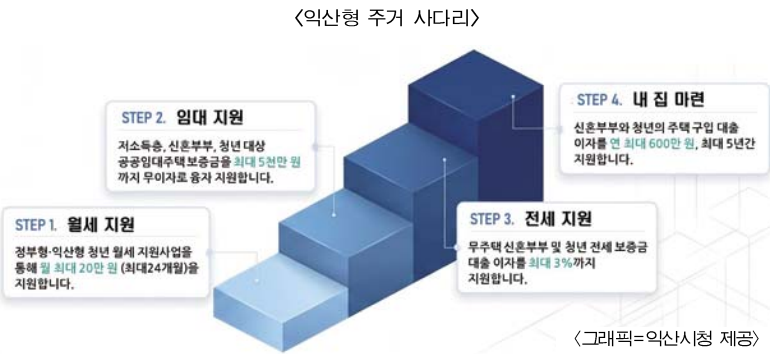 〈익산형 주거 사다리〉
STEP 1. 월세 지원
정부형·익산형 청년 월세 지원사업을
통해 월 최대 20만 원 (최대24개월)을
지원합니다.
STEP 2. 임대 지원
저소득층, 신혼부부, 청년 대상
공공임대주택 보증금을 최대 5천만 원
까지 무이자로 융자 지원합니다.
STEP 3. 전세 지원
무주택 신혼부부 및 청년 전세 보증금
대출 이자를 최대 3%까지
지원합니다.
STEP 4. 내 집 마련
신혼부부와 청년의 주택 구입 대출
이자를 연 최대 600만 원, 최대 5년간
지원합니다.
〈그래픽=익산시청 제공〉